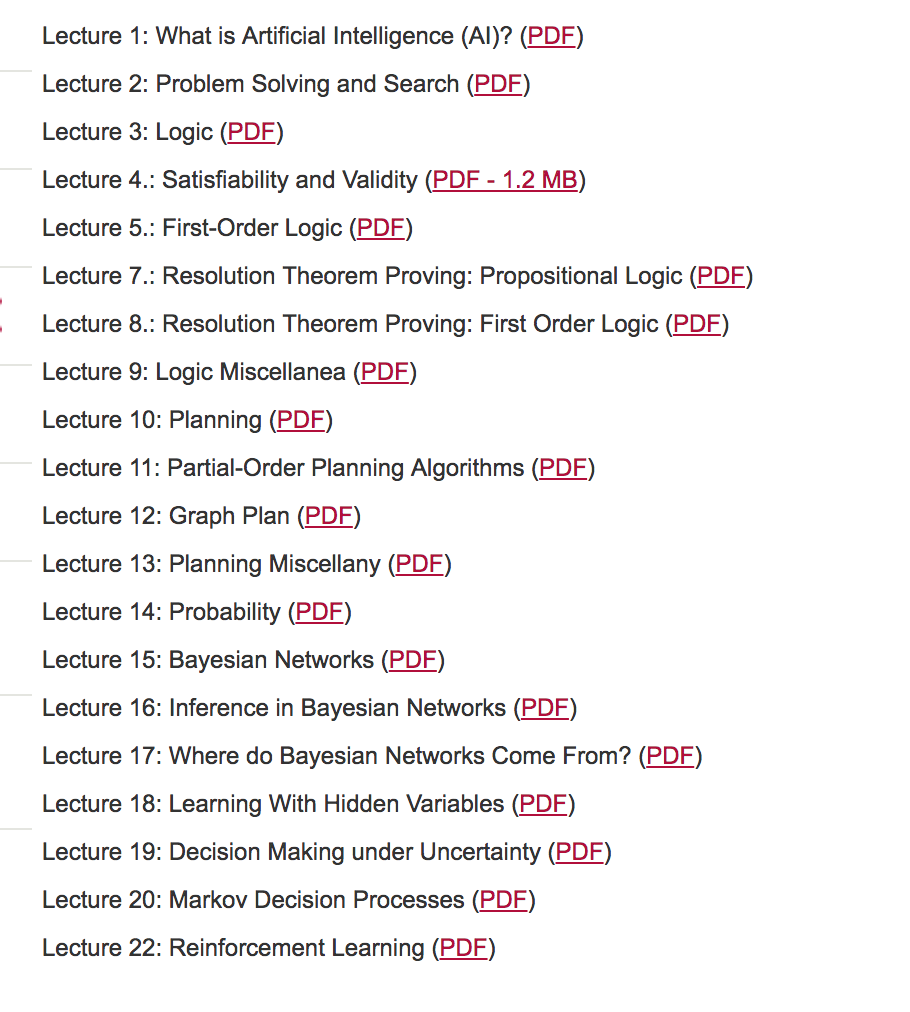 Lecture 1: What is Artificial Intelligence (AI)? (PDF)
Lecture 2: Problem Solving and Search (PDF)
Lecture 3: Logic (PDF)
Lecture 4.: Satisfiability and Validity (PDF - 1.2 MB)
Lecture 5.: First-Order Logic (PDF)
Lecture 7.: Resolution Theorem Proving: Propositional Logic (PDF)
Lecture 8.: Resolution Theorem Proving: First Order Logic (PDF)
Lecture 9: Logic Miscellanea (PDF)
Lecture 10: Planning (PDF)
Lecture 11: Partial-Order Planning Algorithms (PDF)
Lecture 12: Graph Plan (PDF)
Lecture 13: Planning Miscellany (PDF)
Lecture 14: Probability (PDF)
Lecture 15: Bayesian Networks (PDF)
Lecture 16: Inference in Bayesian Networks (PDF)
Lecture 17: Where do Bayesian Networks Come From? (PDF)
Lecture 18: Learning With Hidden Variables (PDF)
Lecture 19: Decision Making under Uncertainty (PDF)
Lecture 20: Markov Decision Processes (PDF)
Lecture 22: Reinforcement Learning (PDF)